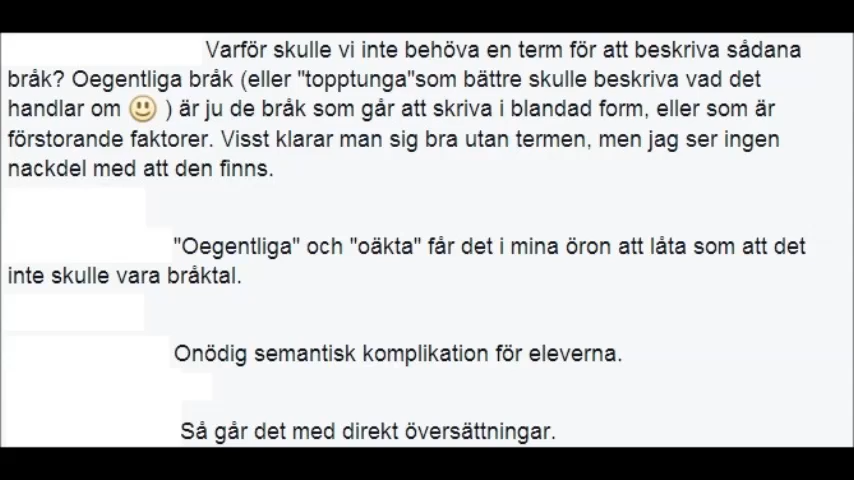 Varför skulle vi inte behöva en term för att beskriva sådana
bråk? Oegentliga bråk (eller "topptunga"som bättre skulle beskriva vad det
handlar om 🙂 ) är ju de bråk som går att skriva i blandad form, eller som är
förstorande faktorer. Visst klarar man sig bra utan termen, men jag ser ingen
nackdel med att den finns.
"Oegentliga" och "oäkta" får det i mina öron att låta som att det
inte skulle vara bråktal.
Onödig semantisk komplikation för eleverna.
Så går det med direkt översättningar.